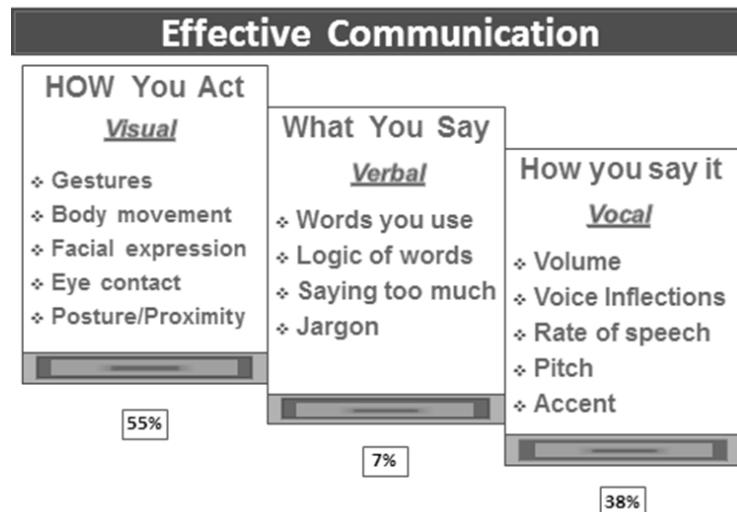 Effective Communication
HOW You Act
Visual
❖ Gestures
❖ Body movement
❖ Facial expression
❖ Eye contact
❖ Posture/Proximity
55%
What You Say
Verbal
❖ Words you use
❖ Logic of words
❖ Saying too much
❖ Jargon
7%
How you say it
Vocal
❖ Volume
❖ Voice Inflections
❖ Rate of speech
❖ Pitch
❖ Accent
38%